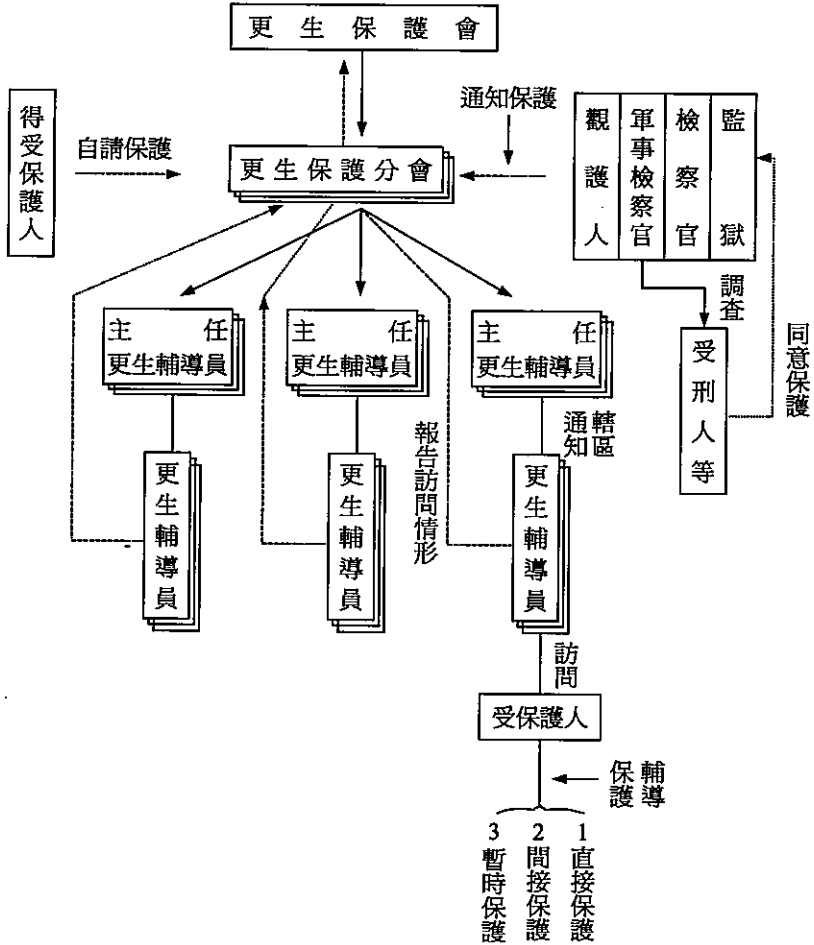 更生保護會
通知保護
得受保護人
自請保護
更生保護分會
監獄
檢察官
軍事檢察官
觀護人
調查
受刑人等
同意保護
主任
更生輔導員
主任
更生輔導員
主任
更生輔導員
轄區
通知
報告訪問情形
更生輔導員
更生輔導員
更生輔導員
訪問
受保護人
輔導
保護
1直接保護
2間接保護
3暫時保護